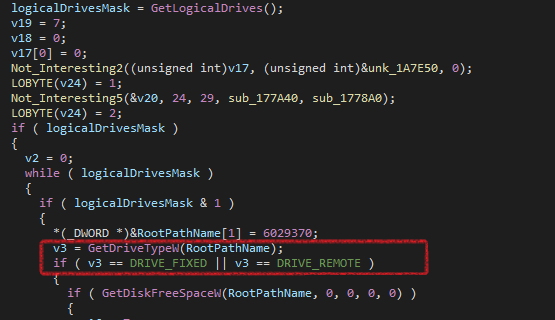 logicalDrivesMask = GetLogicalDrives();
v19 = 7;
v18 = 0;
v17[0] = 0;
Not_Interesting2((unsigned int)v17, (unsigned int)&unk_1A7E50, 0);
LOBYTE(v24) = 1;
Not_Interesting5(&v20, 24, 29, sub_177A40, sub_1778A0);
LOBYTE(v24) = 2;
if ( logicalDrivesMask )
{
v2 = 0;
while ( logicalDrivesMask )
{
if ( logicalDrivesMask & 1 )
{
*(_DWORD *)&RootPathName[1] = 6029370;
v3 = GetDriveTypeW(RootPathName);
if ( v3 == DRIVE_FIXED || v3 == DRIVE_REMOTE )
{
if ( GetDiskFreeSpaceW(RootPathName, 0, 0, 0, 0) )
{